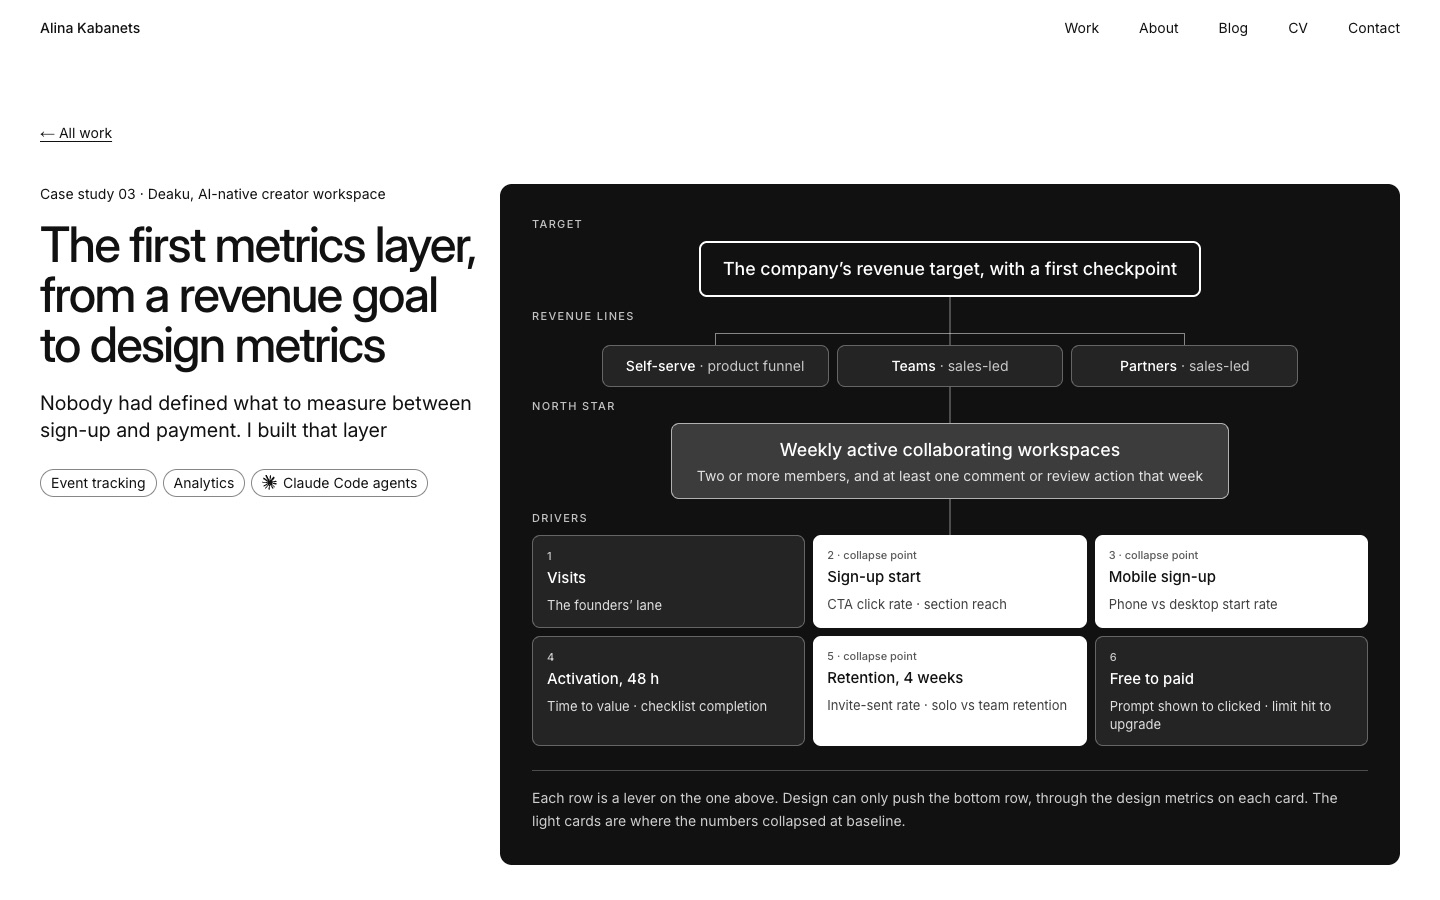 Alina Kabanets
Work
About
Blog
CV
Contact
← All work
Case study 03 · Deaku, AI-native creator workspace
The first metrics layer,
from a revenue goal
to design metrics
Nobody had defined what to measure between
sign-up and payment. I built that layer
Event tracking
Analytics
Claude Code agents
TARGET
The company’s revenue target, with a first checkpoint
REVENUE LINES
Self-serve · product funnel
Teams · sales-led
Partners · sales-led
NORTH STAR
Weekly active collaborating workspaces
Two or more members, and at least one comment or review action that week
DRIVERS
1
Visits
The founders’ lane
2 · collapse point
Sign-up start
CTA click rate · section reach
3 · collapse point
Mobile sign-up
Phone vs desktop start rate
4
Activation, 48 h
Time to value · checklist completion
5 · collapse point
Retention, 4 weeks
Invite-sent rate · solo vs team retention
6
Free to paid
Prompt shown to clicked · limit hit to
upgrade
Each row is a lever on the one above. Design can only push the bottom row, through the design metrics on each card. The
light cards are where the numbers collapsed at baseline.